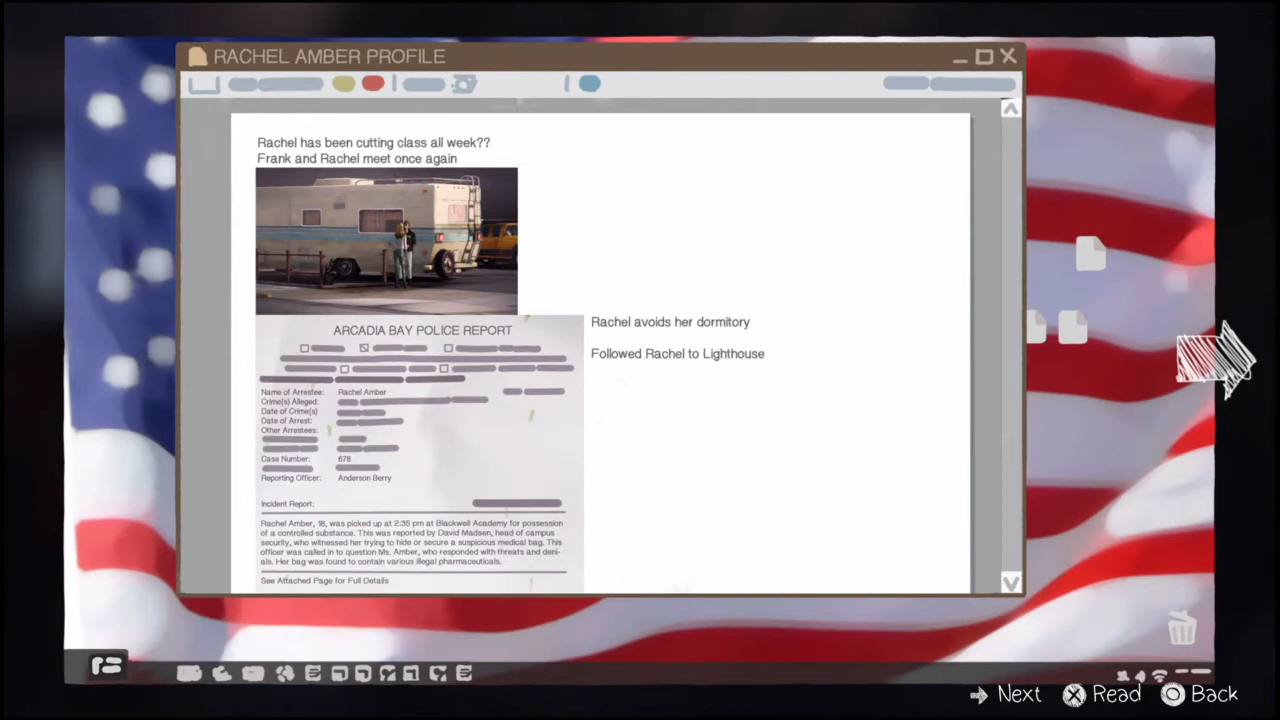 RACHEL AMBER PROFILE
Rachel has been cutting class all week??
Frank and Rachel meet once again
Rachel avoids her dormitory
Followed Rachel to Lighthouse
ARCADIA BAY POLICE REPORT
Name of Arrestee: Rachel Amber
Crime(s) Alleged:
Date of Crime(s)
Date of Arrest:
Other Arrestees:
Case Number: 678
Reporting Officer: Anderson Berry
Incident Report:
Rachel Amber, 18, was picked up at 2:35 pm at Blackwell Academy for possession
of a controlled substance. This was reported by David Madsen, head of campus
security, who witnessed her trying to hide or secure a suspicious medical bag. This
officer was called in to question Ms. Amber, who responded with threats and deni-
als. Her bag was found to contain various illegal pharmaceuticals.
See Attached Page for Full Details
Next Read Back